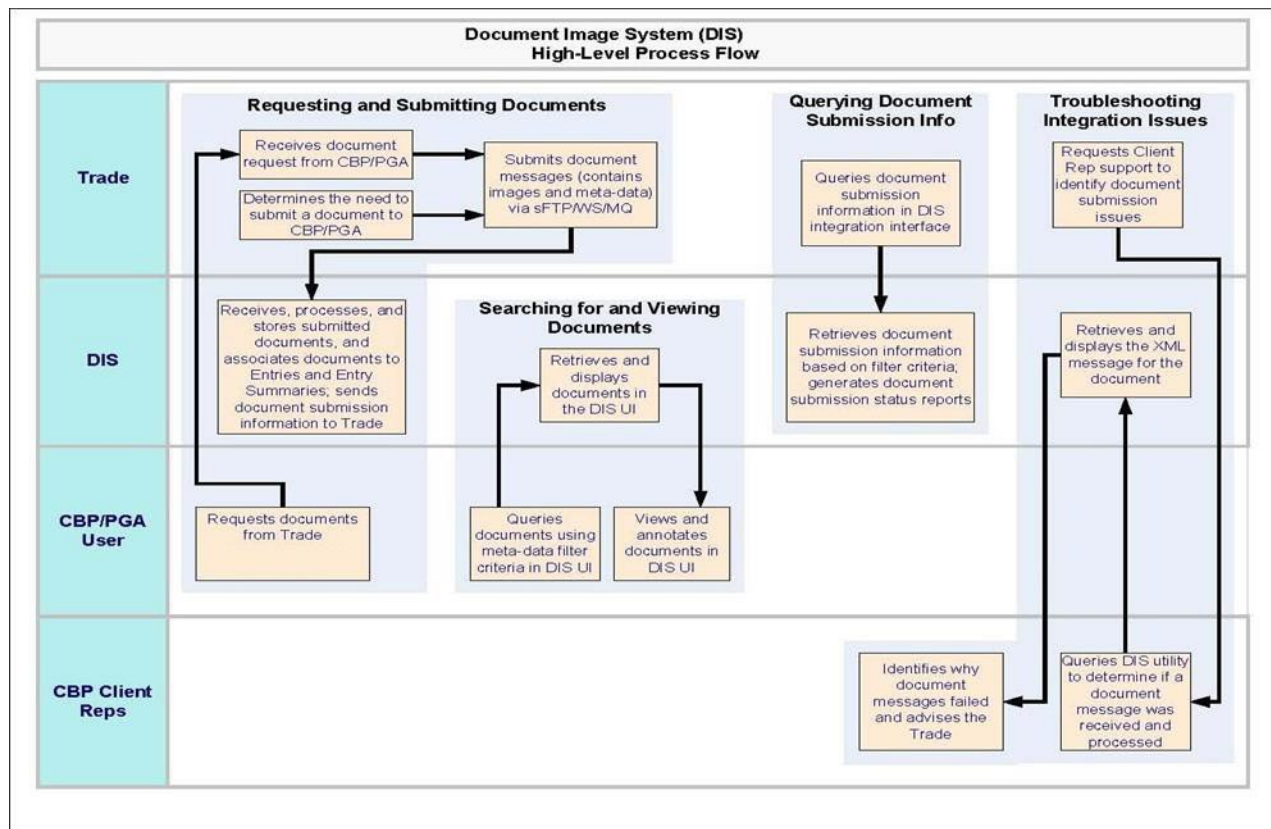 Document Image System (DIS)
High-Level Process Flow
Trade
Requesting and Submitting Documents
Receives document
request from CBP/PGA
Determines the need to
submit a document to
CBP/PGA
Submits document
messages (contains
images and meta-data)
via sFTP/WS/MQ
Querying Document
Submission Info
Queries document
submission
information in DIS
integration interface
Troubleshooting
Integration Issues
Requests Client
Rep support to
identify document
submission
issues
DIS
Receives, processes, and
stores submitted
documents, and
associates documents to
Entries and Entry
Summaries; sends
document submission
information to Trade
Searching for and Viewing
Documents
Retrieves and
displays
documents in
the DIS UI
Retrieves document
submission information
based on filter criteria;
generates document
submission status reports
Retrieves and
displays the XML
message for the
document
CBP/PGA
User
Requests documents
from Trade
Queries
documents using
meta-data filter
criteria in DIS UI
Views and
annotates
documents in
DIS UI
CBP Client
Reps
Identifies why
document
messages failed
and advises the
Trade
Queries DIS utility
to determine if a
document
message was
received and
processed